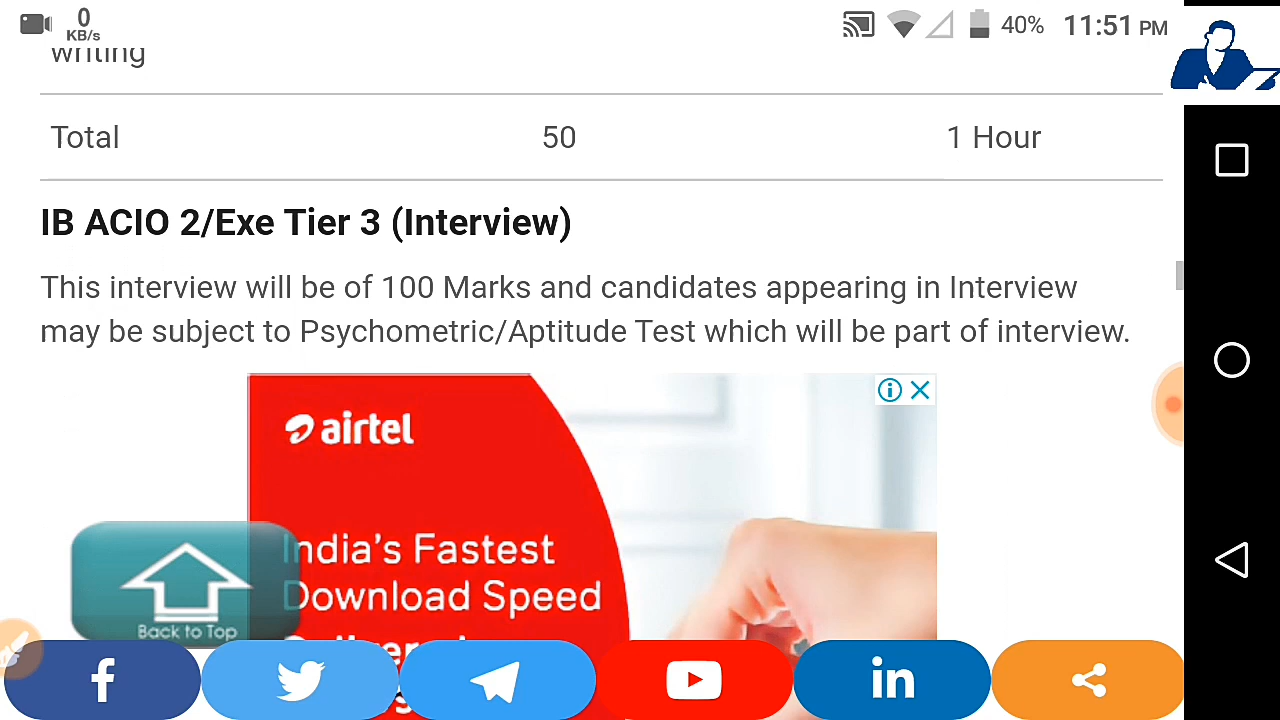 0
KB/s
40% 11:51 PM
writing
Total 50 1 Hour
IB ACIO 2/Exe Tier 3 (Interview)
This interview will be of 100 Marks and candidates appearing in Interview
may be subject to Psychometric/Aptitude Test which will be part of interview.
airtel
India's Fastest
Download Speed
Back to Top
f
in